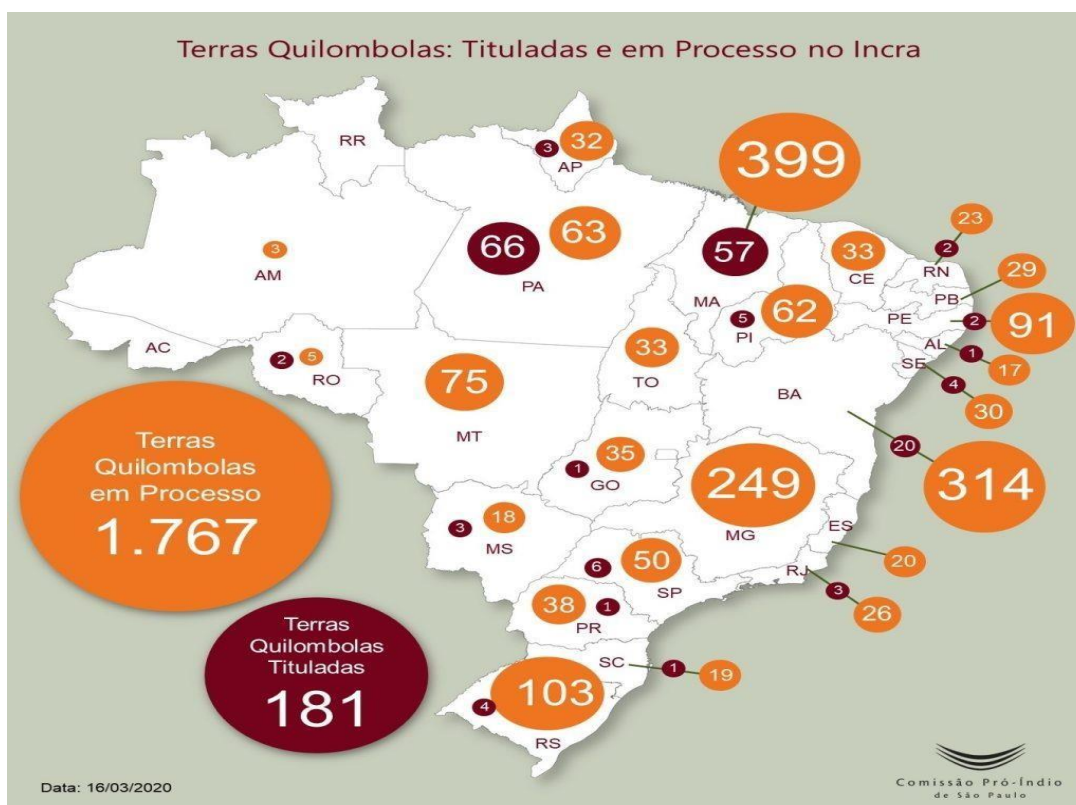 Terras Quilombolas: Tituladas e em Processo no Incra
RR
3
32
AP
399
3
AM
66
63
PA
57
MA
33
CE
23
2
RN
29
PB
5
62
PI
PE
2
91
AC
2
5
RO
75
MT
33
TO
BA
AL
1
17
SE
4
30
20
314
35
1
GO
249
MG
ES
20
18
3
MS
6
50
SP
RJ
3
26
38
1
PR
SC
1
19
103
4
RS
Terras
Quilombolas
em Processo
1.767
Terras
Quilombolas
Tituladas
181
Data: 16/03/2020
Comissão Pró-Índio
de São Paulo